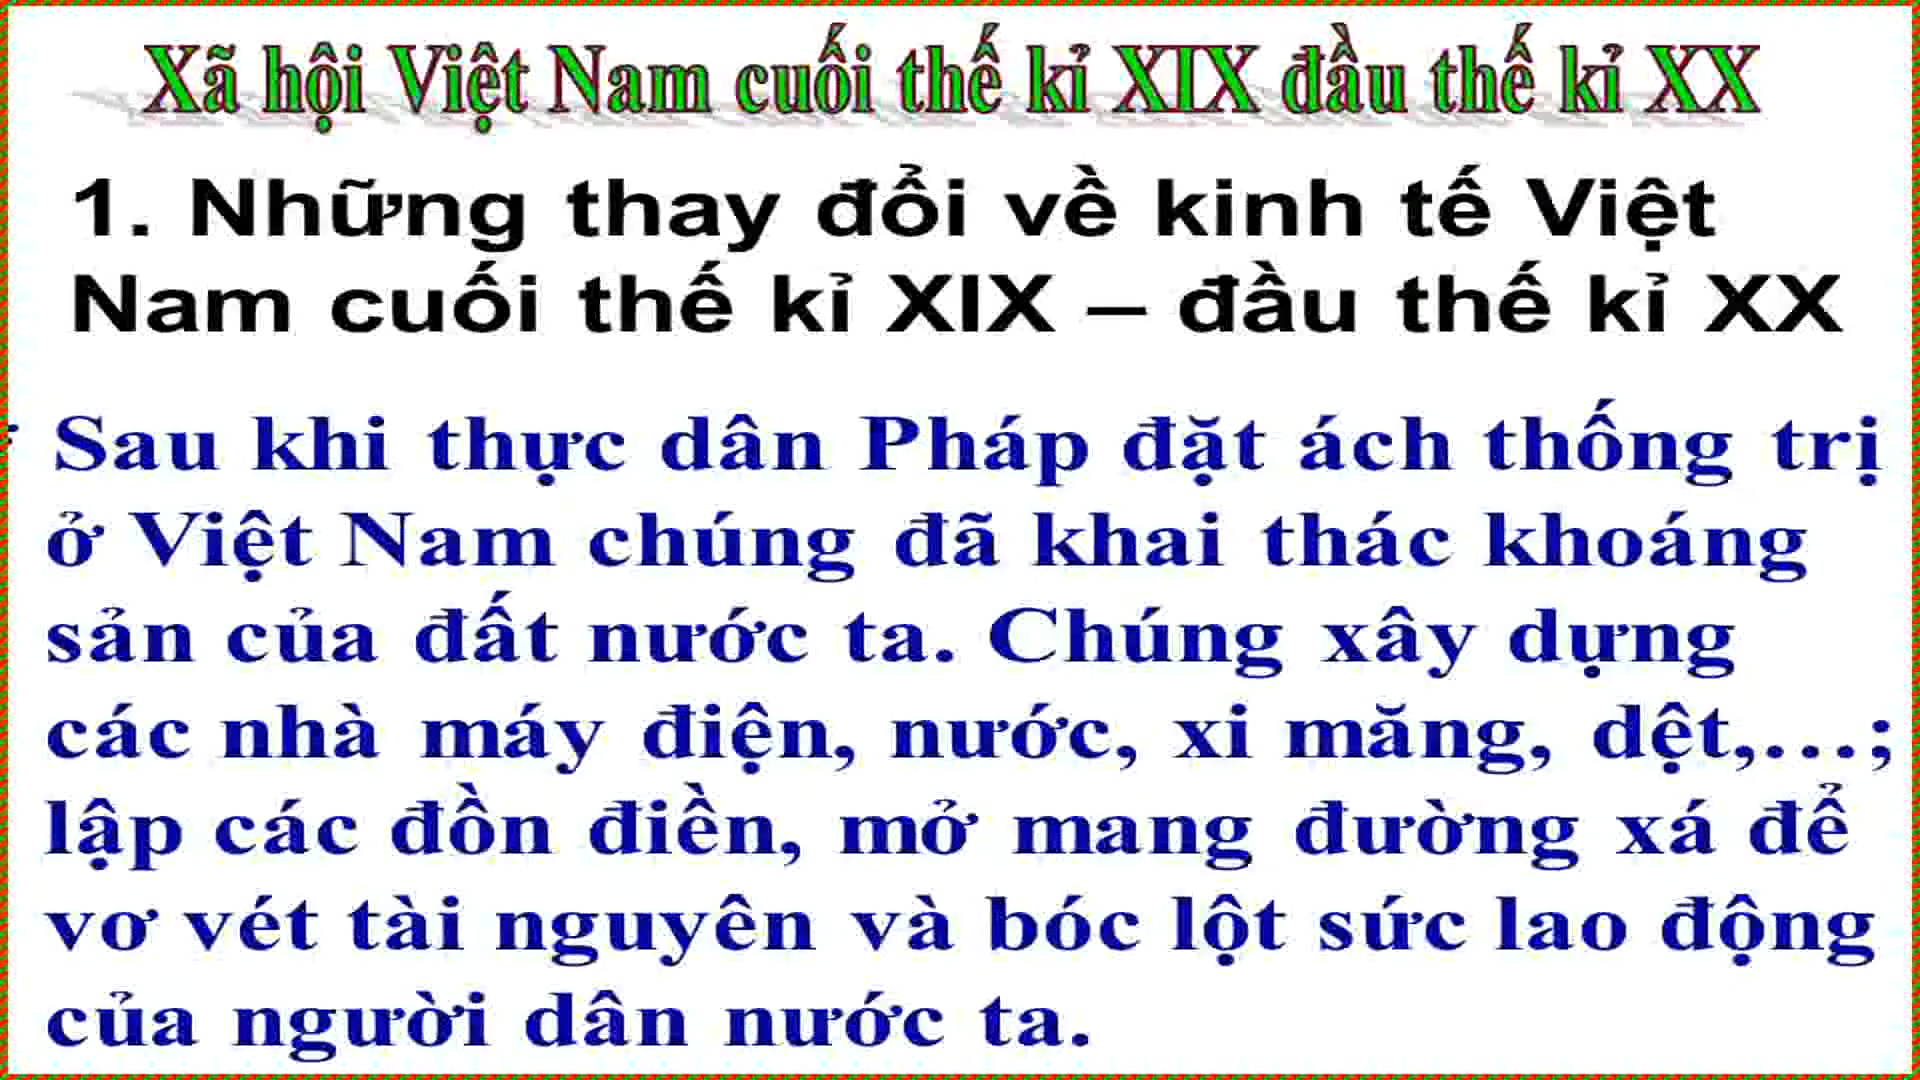 Xã hội Việt Nam cuối thế kỉ XIX đầu thế kỉ XX
1. Những thay đổi về kinh tế Việt
Nam cuối thế kỉ XIX – đầu thế kỉ XX
Sau khi thực dân Pháp đặt ách thống trị
ở Việt Nam chúng đã khai thác khoáng
sản của đất nước ta. Chúng xây dựng
các nhà máy điện, nước, xi măng, dệt,...;
lập các đồn điền, mở mang đường xá để
vơ vét tài nguyên và bóc lột sức lao động
của người dân nước ta.